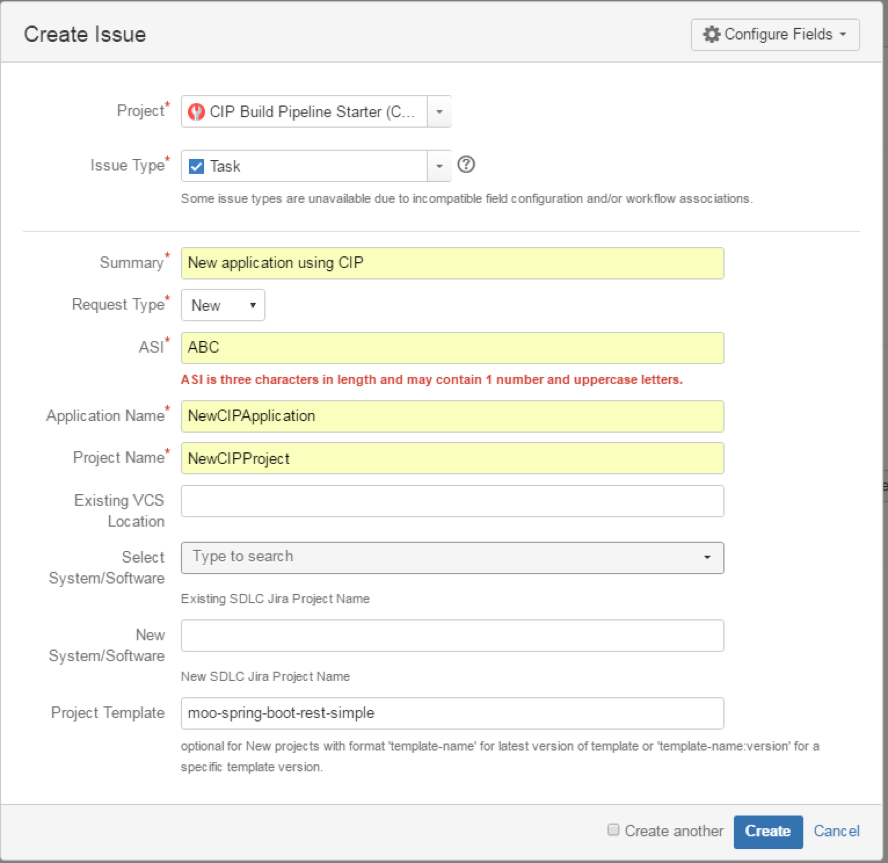 Create Issue
Configure Fields
Project*
CIP Build Pipeline Starter (C...
Issue Type*
Task
Some issue types are unavailable due to incompatible field configuration and/or workflow associations.
Summary*
New application using CIP
Request Type*
New
ASI*
ABC
ASI is three characters in length and may contain 1 number and uppercase letters.
Application Name*
NewCIPApplication
Project Name*
NewCIPProject
Existing VCS
Location
Select
System/Software
Type to search
Existing SDLC Jira Project Name
New
System/Software
New SDLC Jira Project Name
Project Template
moo-spring-boot-rest-simple
optional for New projects with format 'template-name' for latest version of template or 'template-name:version' for a
specific template version.
Create another
Create
Cancel